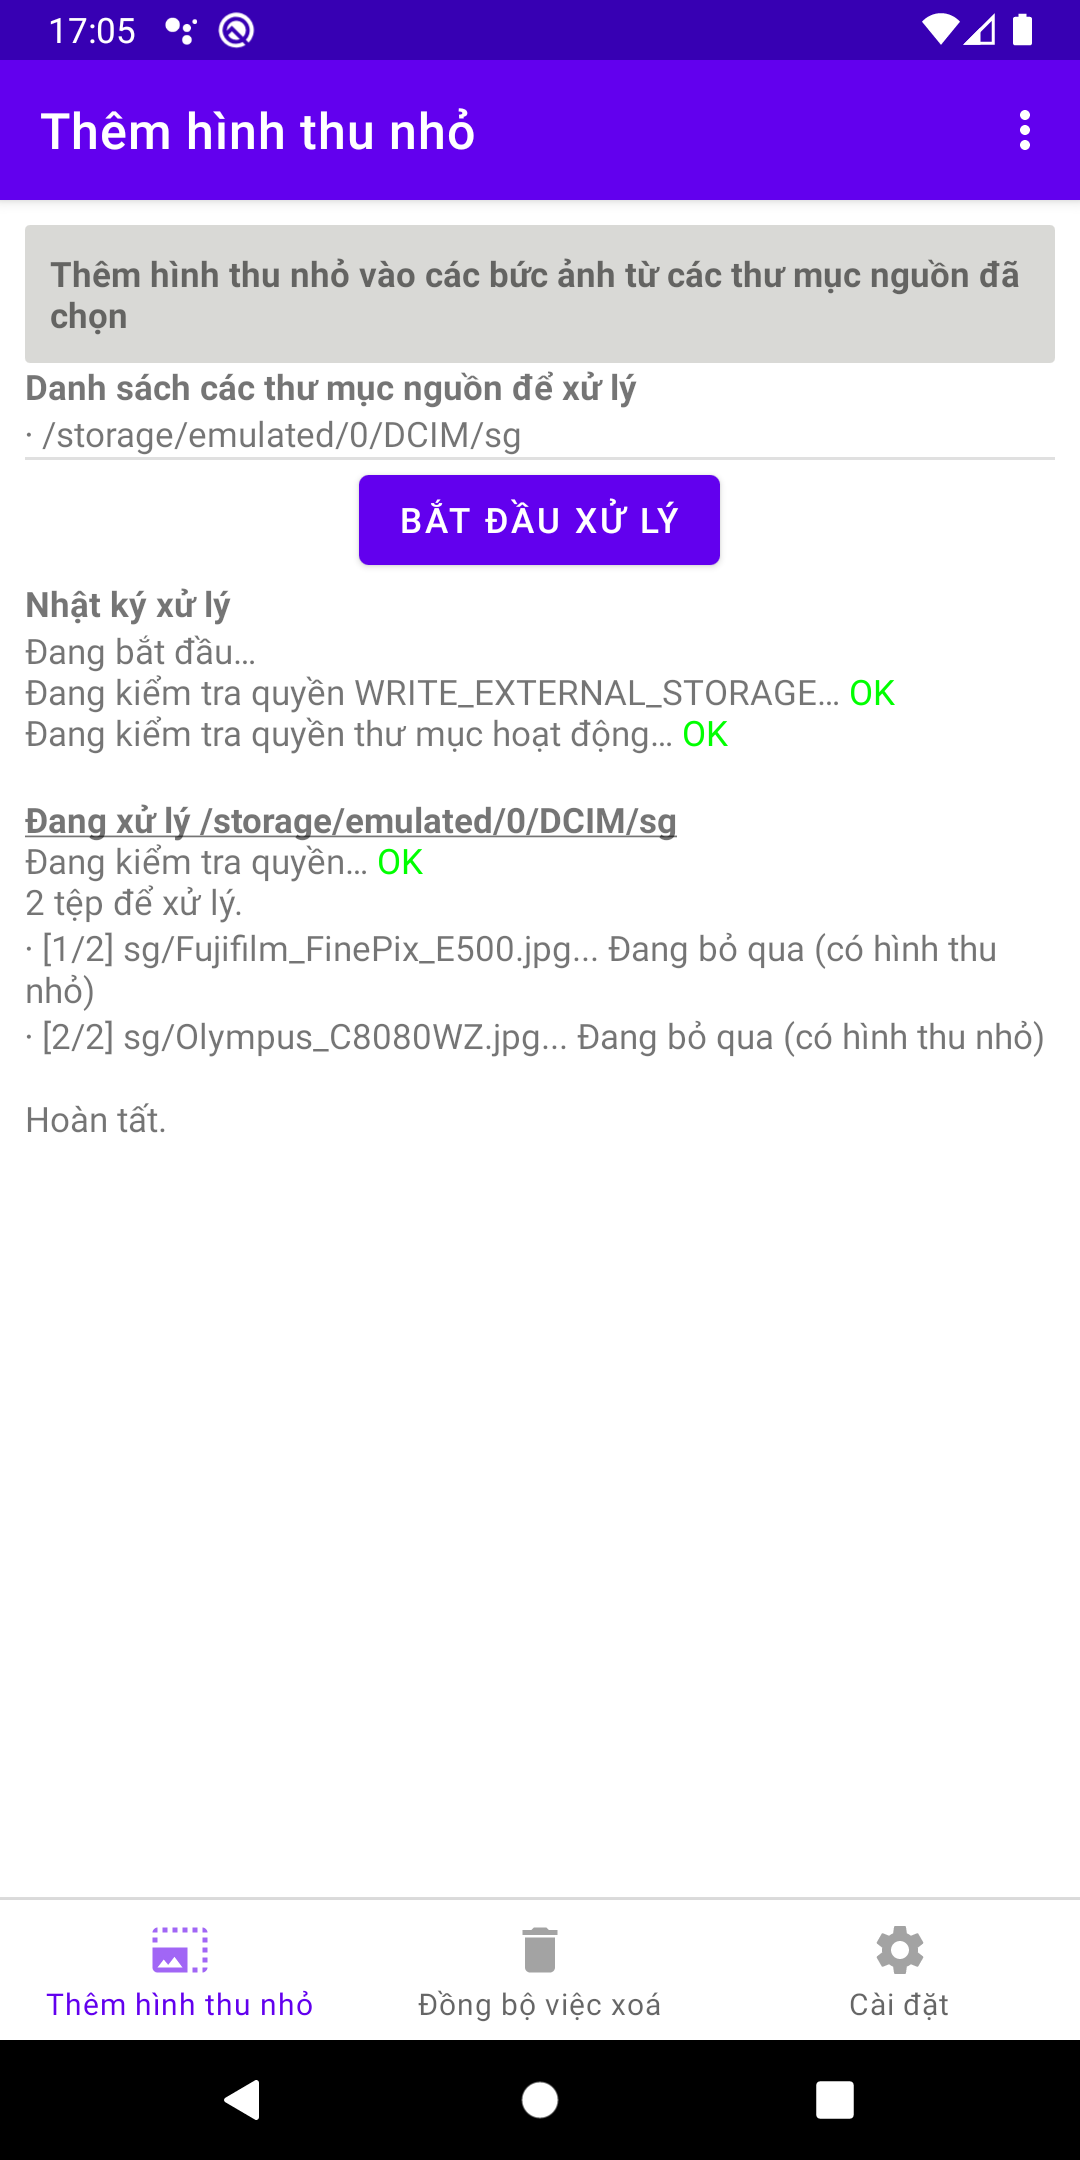 17:05
Thêm hình thu nhỏ
Thêm hình thu nhỏ vào các bức ảnh từ các thư mục nguồn đã
chọn
Danh sách các thư mục nguồn để xử lý
· /storage/emulated/0/DCIM/sg
BẮT ĐẦU XỬ LÝ
Nhật ký xử lý
Đang bắt đầu…
Đang kiểm tra quyền WRITE_EXTERNAL_STORAGE… OK
Đang kiểm tra quyền thư mục hoạt động… OK
Đang xử lý /storage/emulated/0/DCIM/sg
Đang kiểm tra quyền… OK
2 tệp để xử lý.
· [1/2] sg/Fujifilm_FinePix_E500.jpg... Đang bỏ qua (có hình thu
nhỏ)
· [2/2] sg/Olympus_C8080WZ.jpg... Đang bỏ qua (có hình thu nhỏ)
Hoàn tất.
Thêm hình thu nhỏ
Đồng bộ việc xoá
Cài đặt